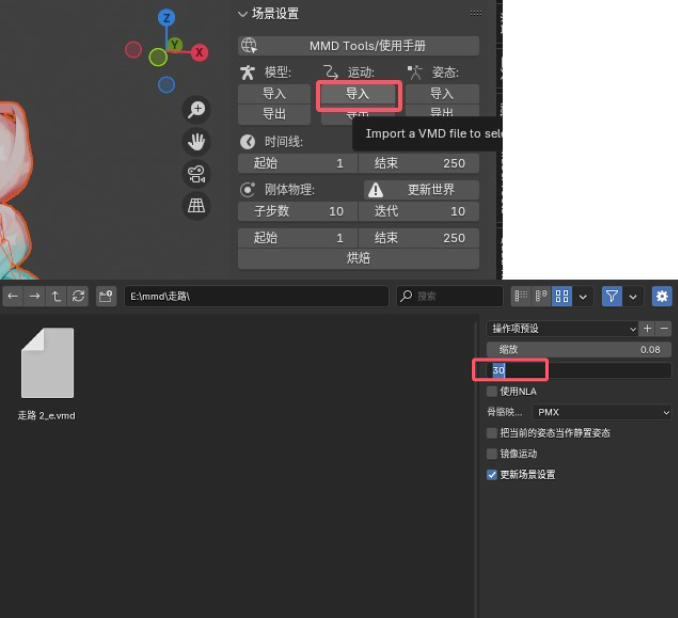 场景设置
MMD Tools/使用手册
模型: 运动: 姿态:
导入 导入 导入
导出 导出 导出
Import a VMD file to sele
时间线:
起始 1 结束 250
刚体物理: 更新世界
子步数 10 迭代 10
起始 1 结束 250
烘焙
Z
Y
X
E:\mmd\走路\ 搜索
操作项预设
缩放 0.08
30
使用NLA
骨骼映... PMX
把当前的姿态当作静置姿态
镜像运动
更新场景设置
走路 2_e.vmd